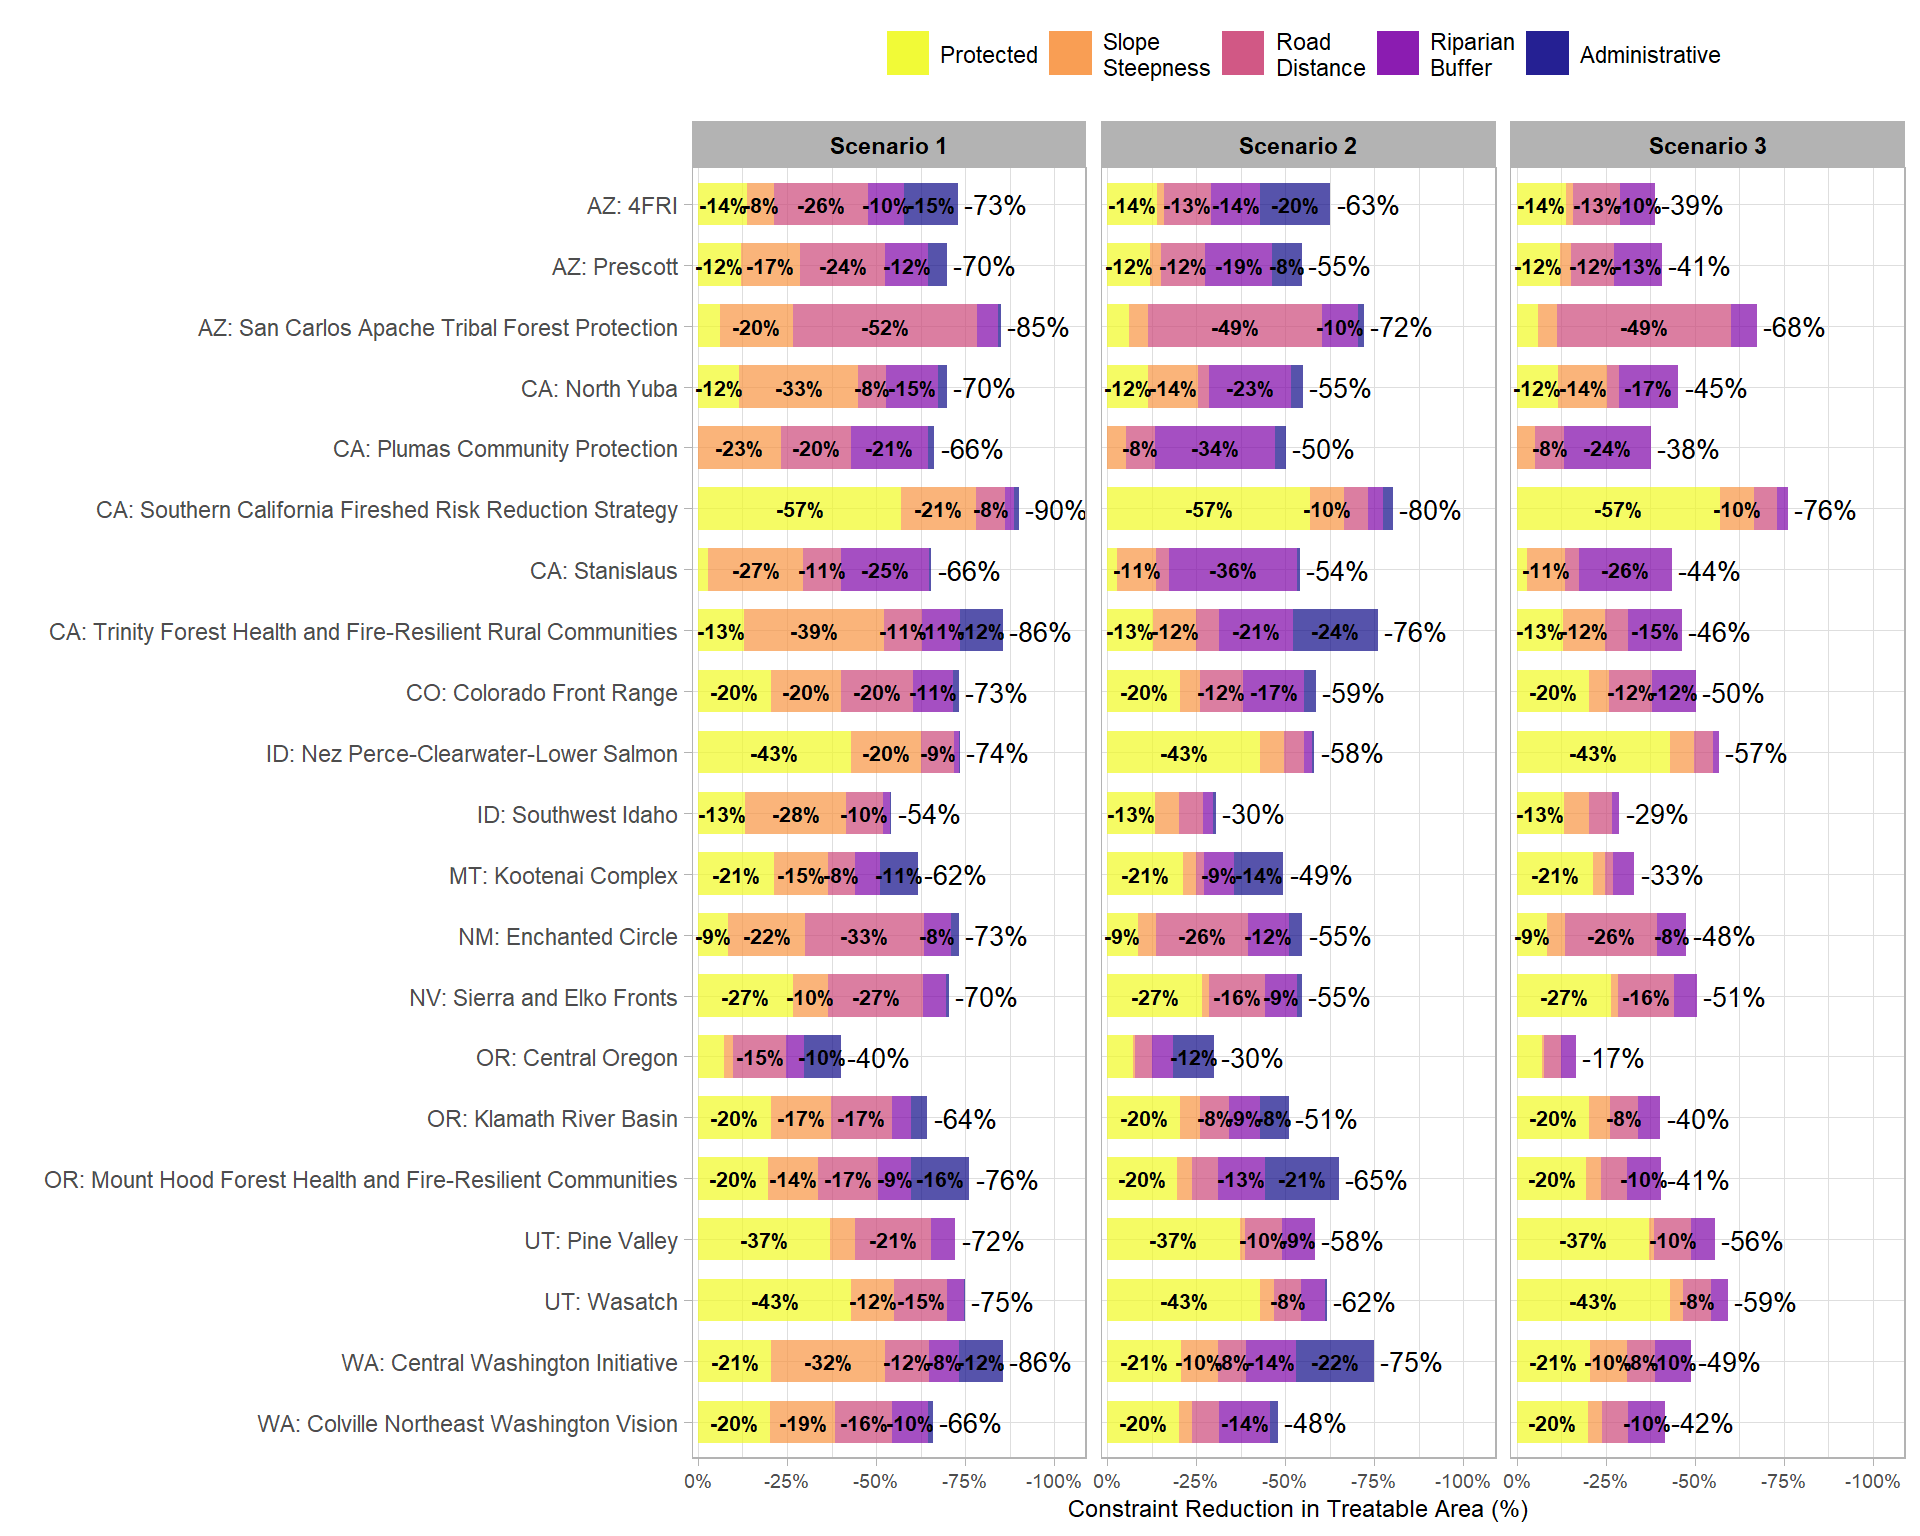 Protected
Slope
Steepness
Road
Distance
Riparian
Buffer
Administrative
Scenario 1
Scenario 2
Scenario 3
AZ: 4FRI -14% -8% -26% -10% -15% -73% -14% -13% -14% -20% -63% -14% -13% -10% -39%
AZ: Prescott -12% -17% -24% -12% -70% -12% -12% -19% -8% -55% -12% -12% -13% -41%
AZ: San Carlos Apache Tribal Forest Protection -20% -52% -85% -49% -10% -72% -49% -68%
CA: North Yuba -12% -33% -8% -15% -70% -12% -14% -23% -55% -12% -14% -17% -45%
CA: Plumas Community Protection -23% -20% -21% -66% -8% -34% -50% -8% -24% -38%
CA: Southern California Fireshed Risk Reduction Strategy -57% -21% -8% -90% -57% -10% -80% -57% -10% -76%
CA: Stanislaus -27% -11% -25% -66% -11% -36% -54% -11% -26% -44%
CA: Trinity Forest Health and Fire-Resilient Rural Communities -13% -39% -11% -11% -12% -86% -13% -12% -21% -24% -76% -13% -12% -15% -46%
CO: Colorado Front Range -20% -20% -20% -11% -73% -20% -12% -17% -59% -20% -12% -12% -50%
ID: Nez Perce-Clearwater-Lower Salmon -43% -20% -9% -74% -43% -58% -43% -57%
ID: Southwest Idaho -13% -28% -10% -54% -13% -30% -13% -29%
MT: Kootenai Complex -21% -15% -8% -11% -62% -21% -9% -14% -49% -21% -33%
NM: Enchanted Circle -9% -22% -33% -8% -73% -9% -26% -12% -55% -9% -26% -8% -48%
NV: Sierra and Elko Fronts -27% -10% -27% -70% -27% -16% -9% -55% -27% -16% -51%
OR: Central Oregon -15% -10% -40% -12% -30% -17%
OR: Klamath River Basin -20% -17% -17% -64% -20% -8% -9% -8% -51% -20% -8% -40%
OR: Mount Hood Forest Health and Fire-Resilient Communities -20% -14% -17% -9% -16% -76% -20% -13% -21% -65% -20% -10% -41%
UT: Pine Valley -37% -21% -72% -37% -10% -9% -58% -37% -10% -56%
UT: Wasatch -43% -12% -15% -75% -43% -8% -62% -43% -8% -59%
WA: Central Washington Initiative -21% -32% -12% -8% -12% -86% -21% -10% -8% -14% -22% -75% -21% -10% -8% -10% -49%
WA: Colville Northeast Washington Vision -20% -19% -16% -10% -66% -20% -14% -48% -20% -10% -42%
0% -25% -50% -75% -100% 0% -25% -50% -75% -100% 0% -25% -50% -75% -100%
Constraint Reduction in Treatable Area (%)